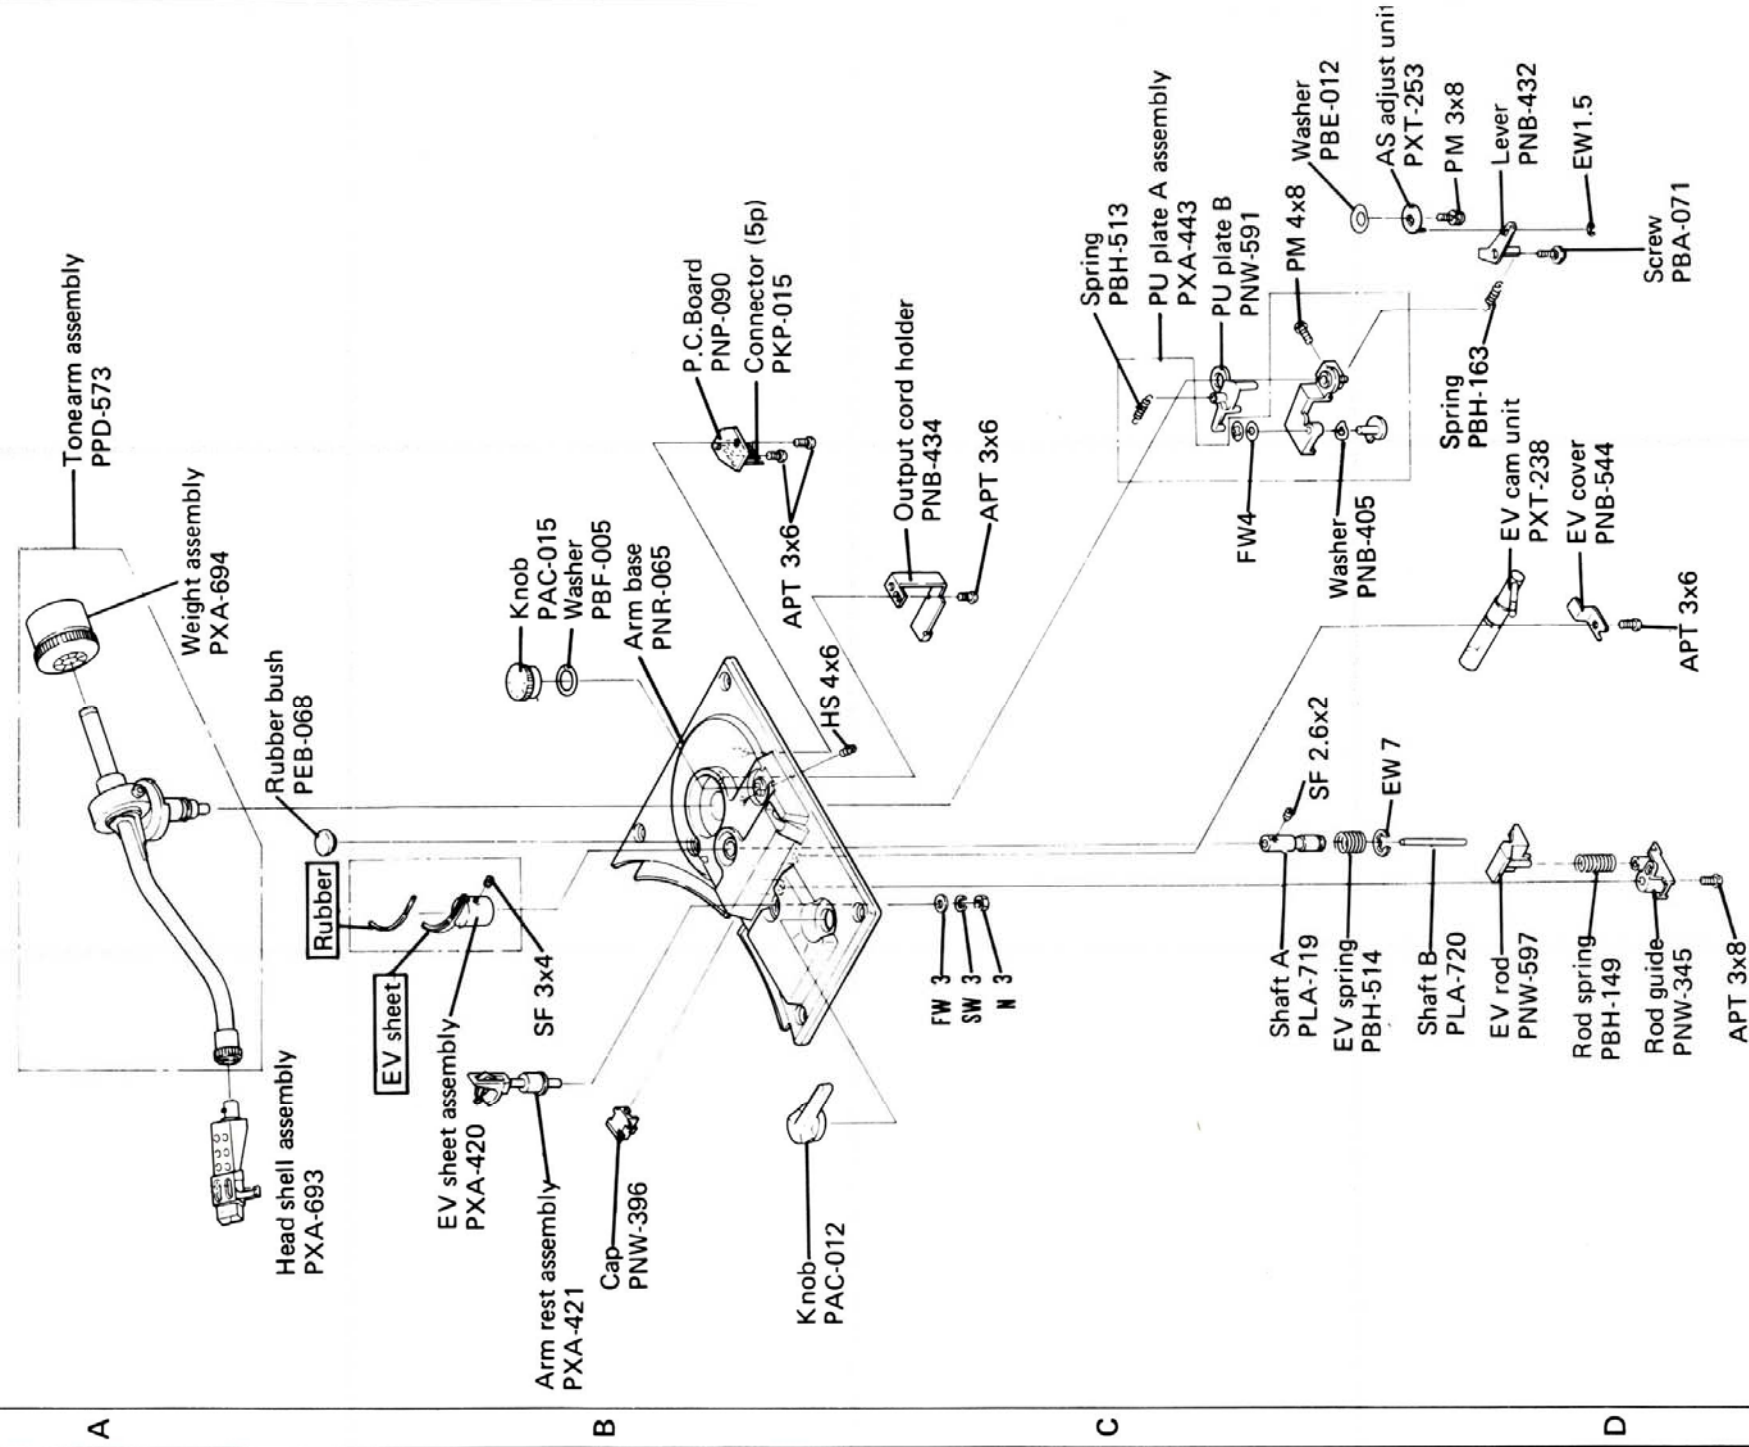 A
Tonearm assembly
PPD-573
Weight assembly
PXA-694
Rubber bush
PEB-068
Head shell assembly
PXA-693
B
Rubber
EV sheet
EV sheet assembly
PXA-420
SF 3x4
Arm rest assembly
PXA-421
Cap
PNW-396
Knob
PAC-012
Knob
PAC-015
Washer
PBF-005
Arm base
PNR-065
P.C.Board
PNP-090
Connector (5p)
PKP-015
APT 3x6
HS 4x6
Output cord holder
PNB-434
APT 3x6
FW 3
SW 3
N 3
C
Spring
PBH-513
PU plate A assembly
PXA-443
PU plate B
PNW-591
PM 4x8
FW4
Washer
PNB-405
Washer
PBE-012
AS adjust unit
PXT-253
PM 3x8
Lever
PNB-432
EW1.5
Screw
PBA-071
Spring
PBH-163
EV cam unit
PXT-238
EV cover
PNB-544
APT 3x6
SF 2.6x2
EW 7
Shaft A
PLA-719
EV spring
PBH-514
Shaft B
PLA-720
EV rod
PNW-597
Rod spring
PBH-149
Rod guide
PNW-345
APT 3x8
D